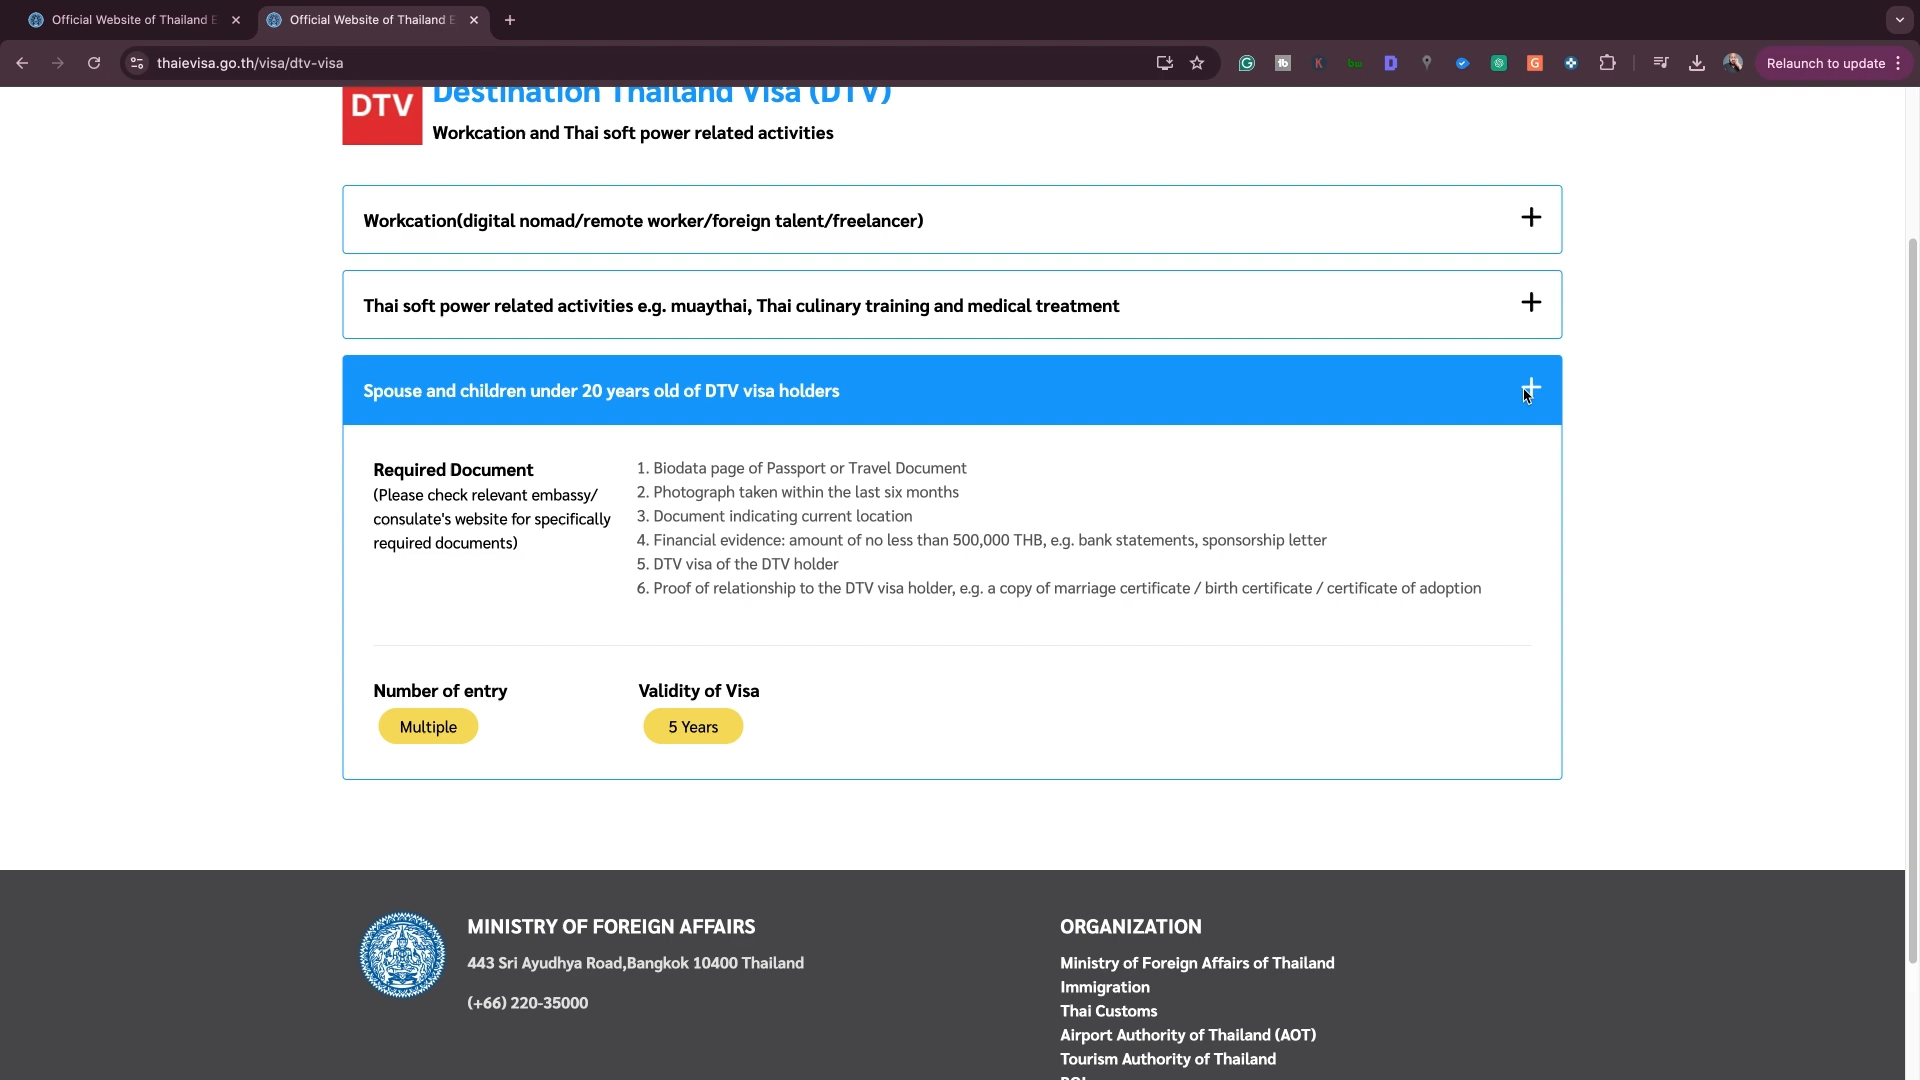 Official Website of Thailand E
Official Website of Thailand E
thaievisa.go.th/visa/dtv-visa
Relaunch to update
DTV
Destination Thailand Visa (DTV)
Workcation and Thai soft power related activities
Workcation(digital nomad/remote worker/foreign talent/freelancer)
Thai soft power related activities e.g. muaythai, Thai culinary training and medical treatment
Spouse and children under 20 years old of DTV visa holders
Required Document
(Please check relevant embassy/
consulate's website for specifically
required documents)
1. Biodata page of Passport or Travel Document
2. Photograph taken within the last six months
3. Document indicating current location
4. Financial evidence: amount of no less than 500,000 THB, e.g. bank statements, sponsorship letter
5. DTV visa of the DTV holder
6. Proof of relationship to the DTV visa holder, e.g. a copy of marriage certificate / birth certificate / certificate of adoption
Number of entry
Multiple
Validity of Visa
5 Years
MINISTRY OF FOREIGN AFFAIRS
443 Sri Ayudhya Road,Bangkok 10400 Thailand
(+66) 220-35000
ORGANIZATION
Ministry of Foreign Affairs of Thailand
Immigration
Thai Customs
Airport Authority of Thailand (AOT)
Tourism Authority of Thailand